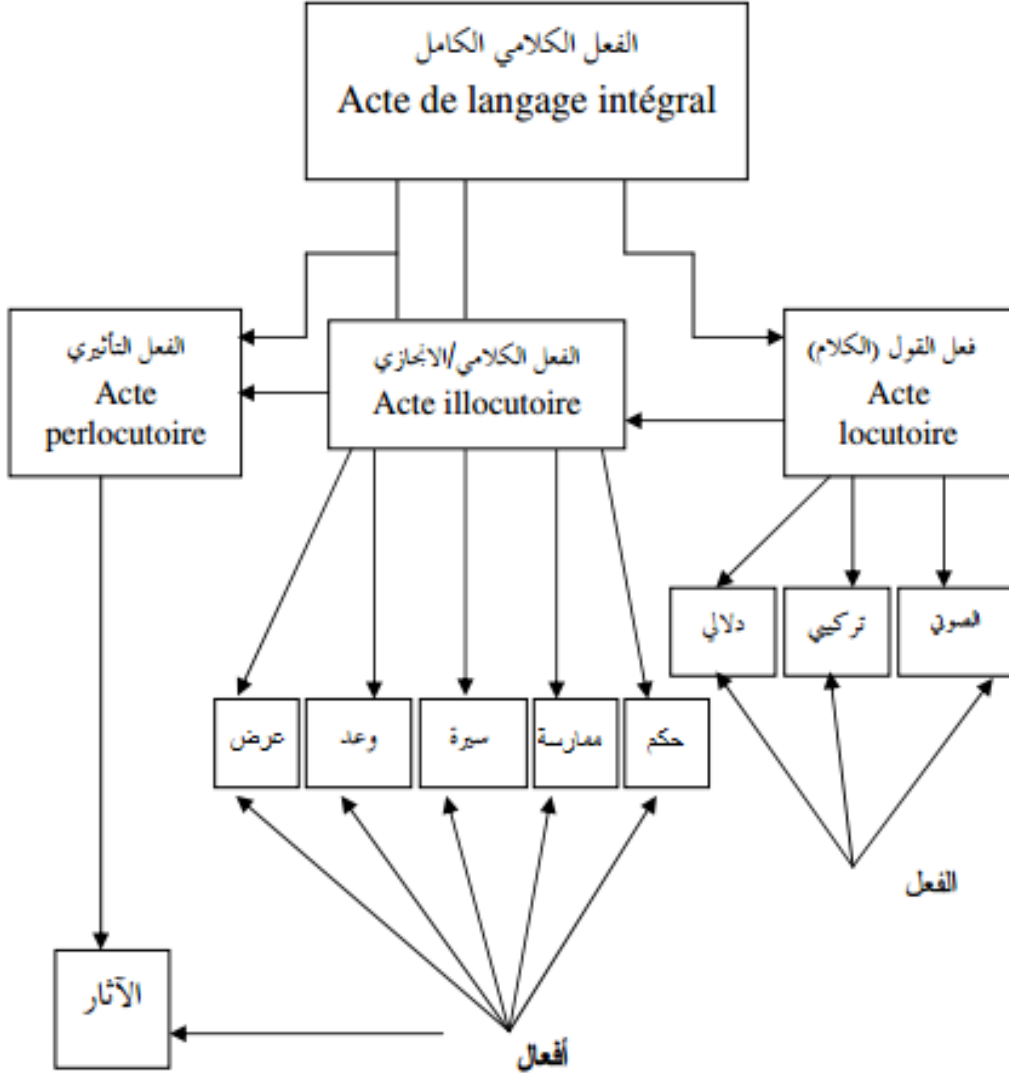 الفعل الكلامي الكامل
Acte de langage intégral
فعل القول (الكلام)
Acte
locutoire
الفعل الكلامي/الانجازي
Acte illocutoire
الفعل التأثيري
Acte
perlocutoire
الصوتي
تركيبي
دلالي
حكم
ممارسة
سيرة
وعد
عرض
الفعل
الآثار
أفعال